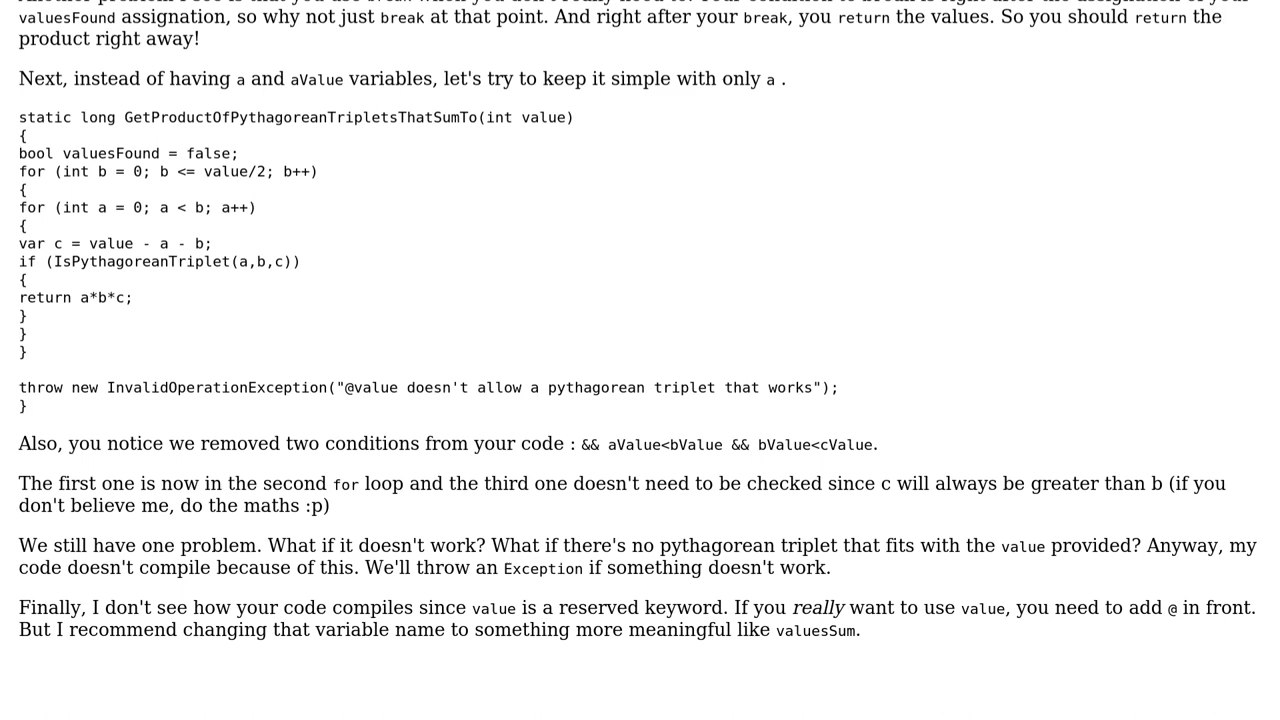 valuesFound assignation, so why not just break at that point. And right after your break, you return the values. So you should return the
product right away!
Next, instead of having a and aValue variables, let's try to keep it simple with only a .
static long GetProductOfPythagoreanTripletsThatSumTo(int value)
{
bool valuesFound = false;
for (int b = 0; b <= value/2; b++)
{
for (int a = 0; a < b; a++)
{
var c = value - a - b;
if (IsPythagoreanTriplet(a,b,c))
{
return a*b*c;
}
}
}
throw new InvalidOperationException("@value doesn't allow a pythagorean triplet that works");
}
Also, you notice we removed two conditions from your code : && aValue<bValue && bValue<cValue.
The first one is now in the second for loop and the third one doesn't need to be checked since c will always be greater than b (if you
don't believe me, do the maths :p)
We still have one problem. What if it doesn't work? What if there's no pythagorean triplet that fits with the value provided? Anyway, my
code doesn't compile because of this. We'll throw an Exception if something doesn't work.
Finally, I don't see how your code compiles since value is a reserved keyword. If you really want to use value, you need to add @ in front.
But I recommend changing that variable name to something more meaningful like valuesSum.